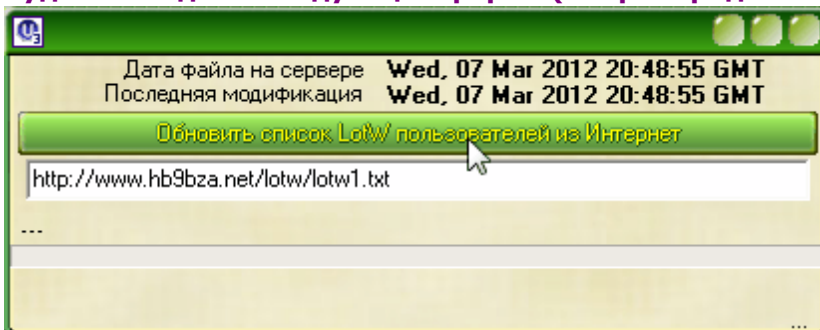 Дата файла на сервере Wed, 07 Mar 2012 20:48:55 GMT
Последняя модификация Wed, 07 Mar 2012 20:48:55 GMT
Обновить список LotW пользователей из Интернет
http://www.hb9bza.net/lotw/lotw1.txt
...
...